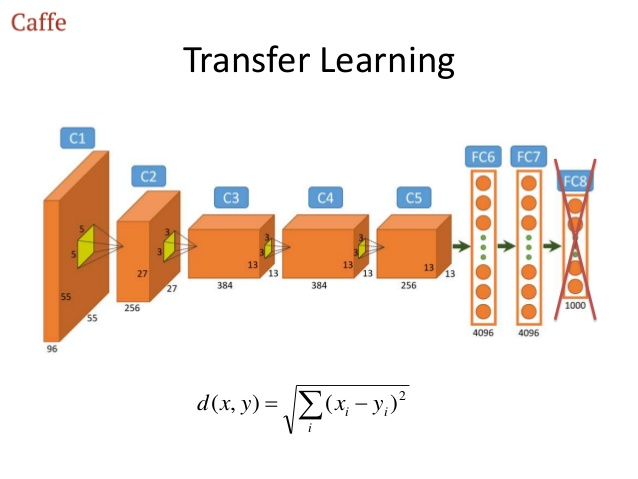 Caffe
Transfer Learning
C1
C2
C3
C4
C5
FC6
FC7
FC8
5
5
55
55
96
3
3
27
27
256
3
3
13
13
384
3
3
13
13
384
13
13
256
4096
4096
1000
d(x, y) = √∑i(xi − yi)²